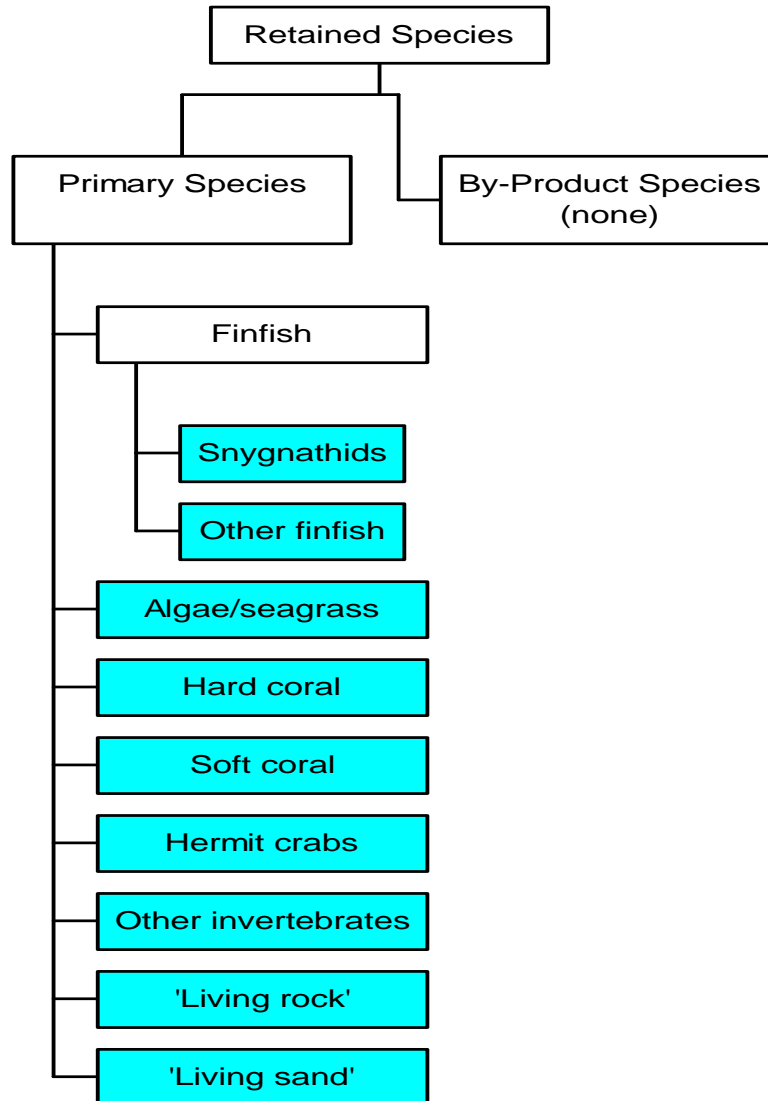 Retained Species
Primary Species
By-Product Species
(none)
Finfish
Snygnathids
Other finfish
Algae/seagrass
Hard coral
Soft coral
Hermit crabs
Other invertebrates
'Living rock'
'Living sand'